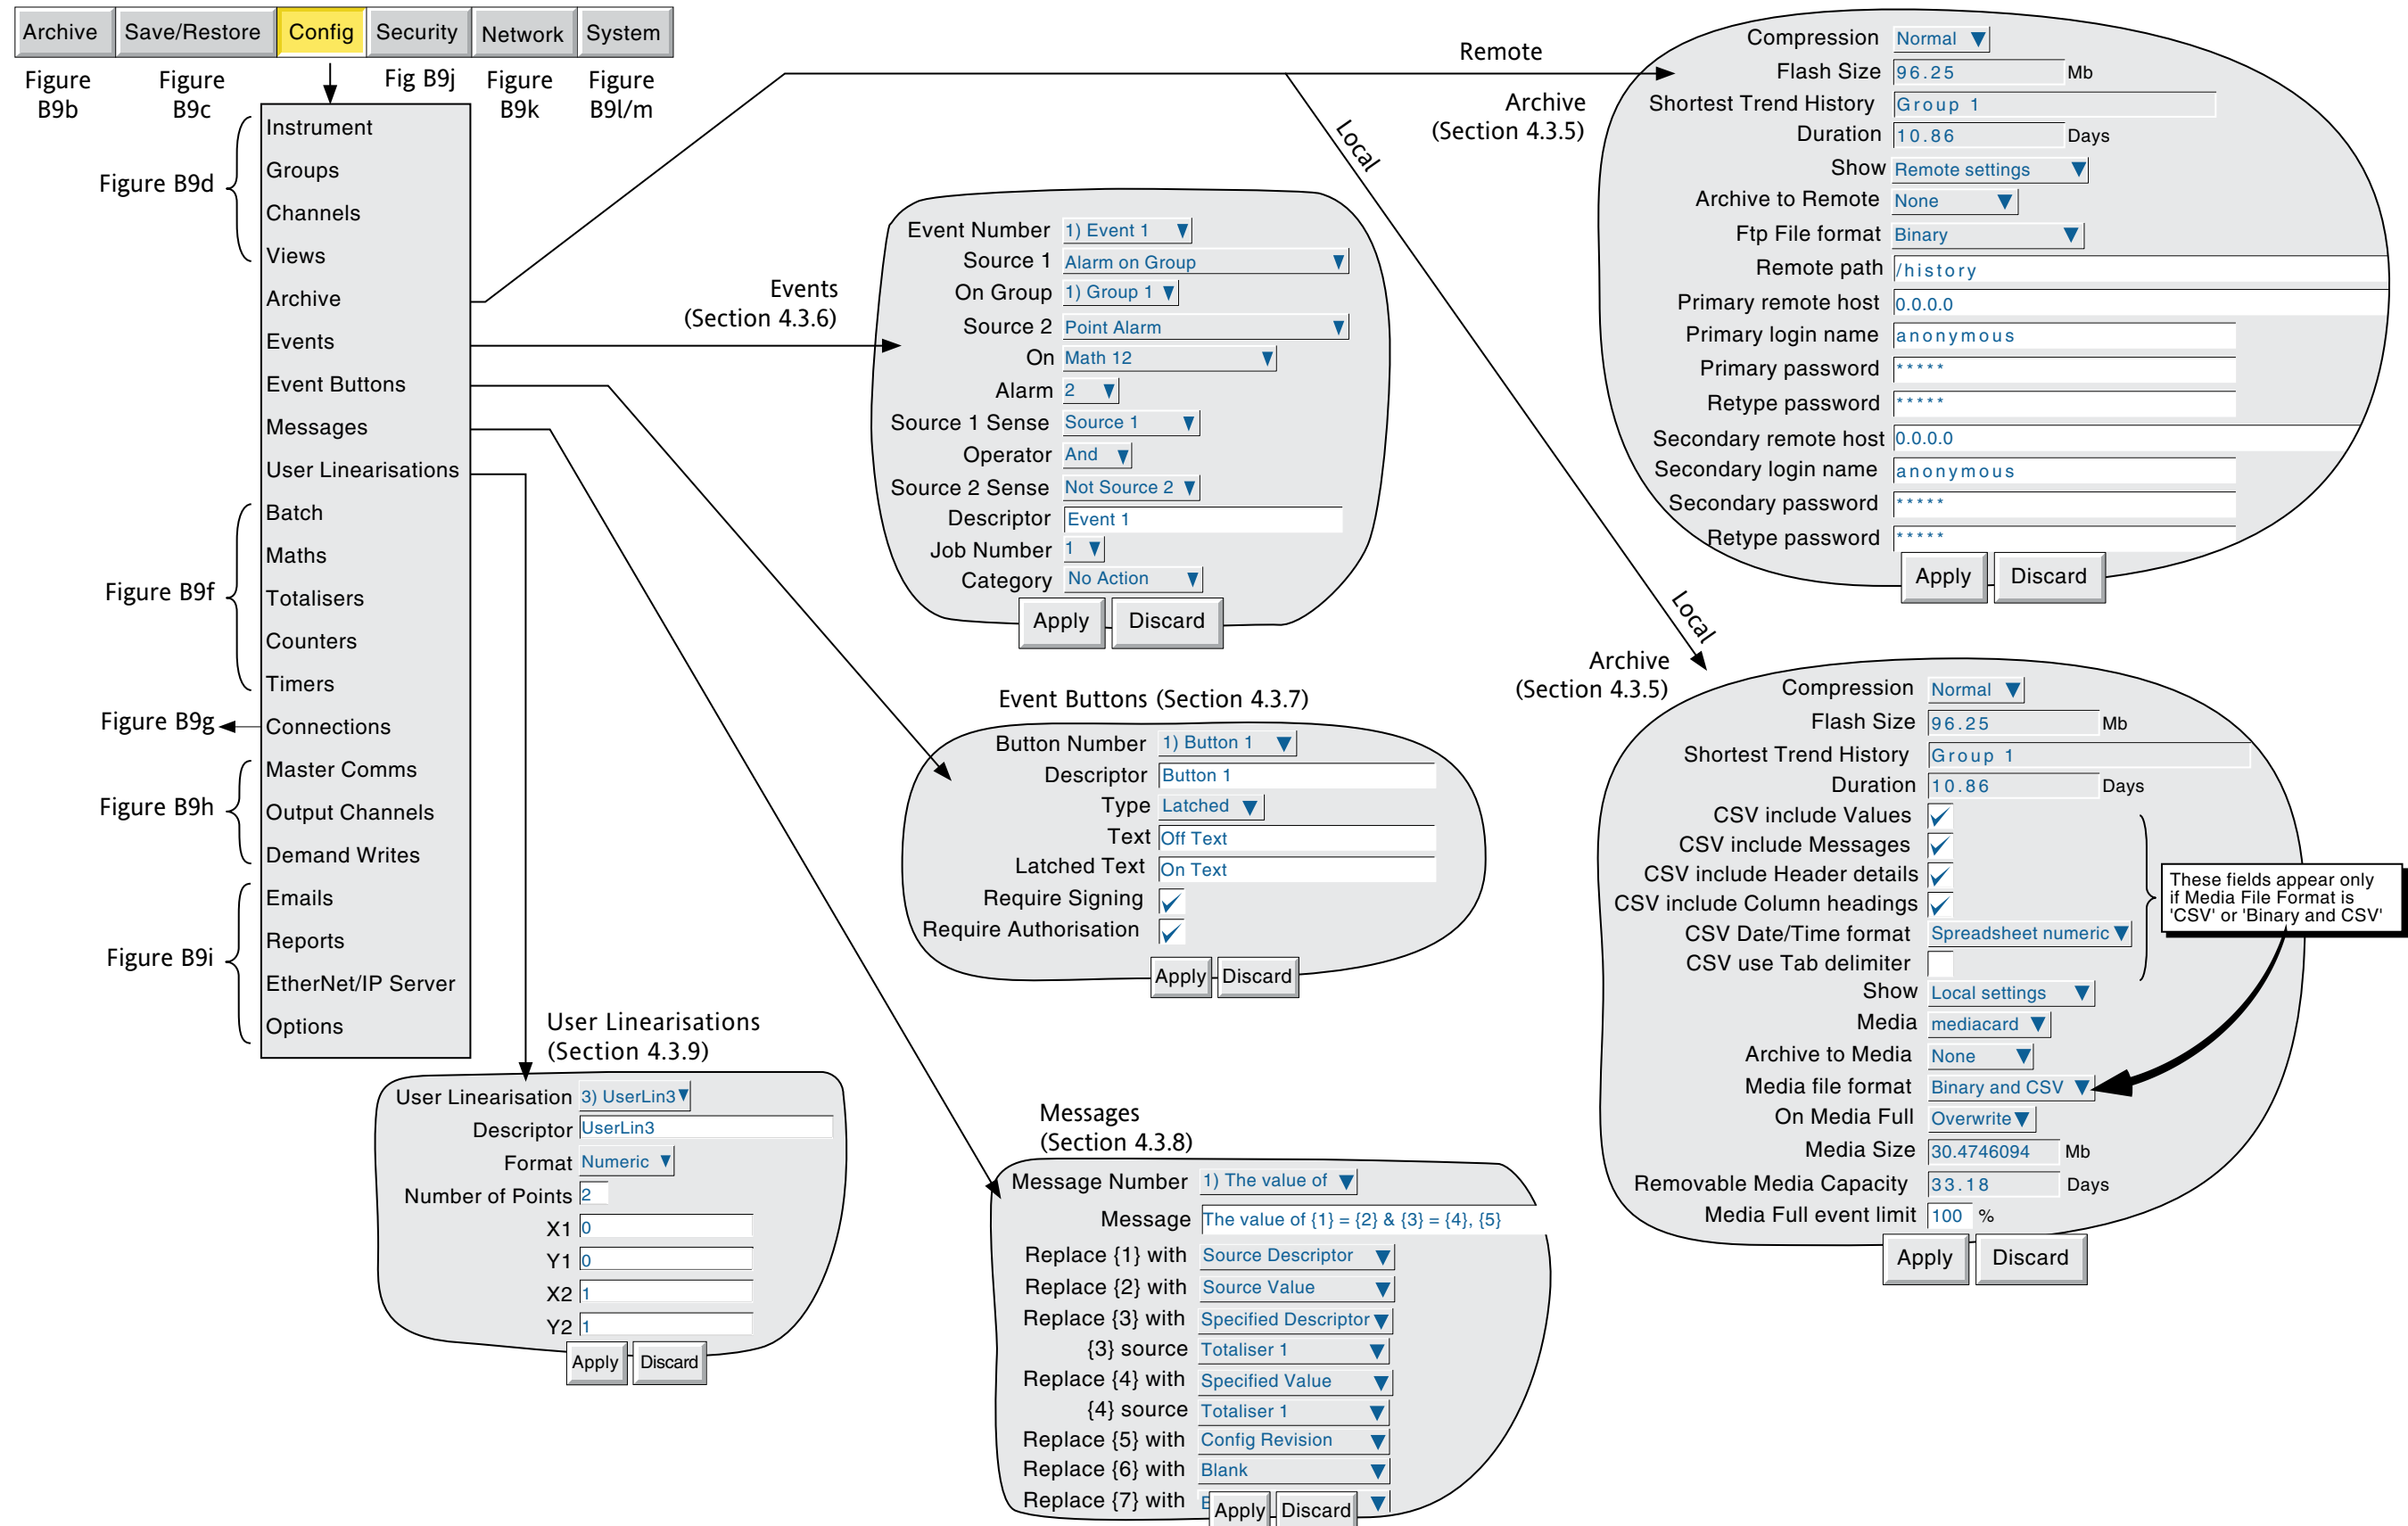 Archive Save/Restore Config Security Network System
Figure B9b
Figure B9c
Fig B9j
Figure B9k
Figure B9l/m
Instrument
Groups
Channels
Views
Archive
Events
Event Buttons
Messages
User Linearisations
Batch
Maths
Totalisers
Counters
Timers
Connections
Master Comms
Output Channels
Demand Writes
Emails
Reports
EtherNet/IP Server
Options
Figure B9d
Figure B9f
Figure B9g
Figure B9h
Figure B9i
Remote
Archive
(Section 4.3.5)
Local
Compression Normal
Flash Size 96.25 Mb
Shortest Trend History Group 1
Duration 10.86 Days
Show Remote settings
Archive to Remote None
Ftp File format Binary
Remote path /history
Primary remote host 0.0.0.0
Primary login name anonymous
Primary password *****
Retype password *****
Secondary remote host 0.0.0.0
Secondary login name anonymous
Secondary password *****
Retype password *****
Apply Discard
Events
(Section 4.3.6)
Event Number 1) Event 1
Source 1 Alarm on Group
On Group 1) Group 1
Source 2 Point Alarm
On Math 12
Alarm 2
Source 1 Sense Source 1
Operator And
Source 2 Sense Not Source 2
Descriptor Event 1
Job Number 1
Category No Action
Apply Discard
Event Buttons (Section 4.3.7)
Button Number 1) Button 1
Descriptor Button 1
Type Latched
Text Off Text
Latched Text On Text
Require Signing
Require Authorisation
Apply Discard
Local
Archive
(Section 4.3.5)
Compression Normal
Flash Size 96.25 Mb
Shortest Trend History Group 1
Duration 10.86 Days
CSV include Values
CSV include Messages
CSV include Header details
CSV include Column headings
CSV Date/Time format Spreadsheet numeric
CSV use Tab delimiter
Show Local settings
Media mediacard
Archive to Media None
Media file format Binary and CSV
On Media Full Overwrite
Media Size 30.4746094 Mb
Removable Media Capacity 33.18 Days
Media Full event limit 100 %
Apply Discard
These fields appear only
if Media File Format is
'CSV' or 'Binary and CSV'
User Linearisations
(Section 4.3.9)
User Linearisation 3) UserLin3
Descriptor UserLin3
Format Numeric
Number of Points 2
X1 0
Y1 0
X2 1
Y2 1
Apply Discard
Messages
(Section 4.3.8)
Message Number 1) The value of
Message The value of {1} = {2} & {3} = {4}, {5}
Replace {1} with Source Descriptor
Replace {2} with Source Value
Replace {3} with Specified Descriptor
{3} source Totaliser 1
Replace {4} with Specified Value
{4} source Totaliser 1
Replace {5} with Config Revision
Replace {6} with Blank
Replace {7} with
Apply Discard